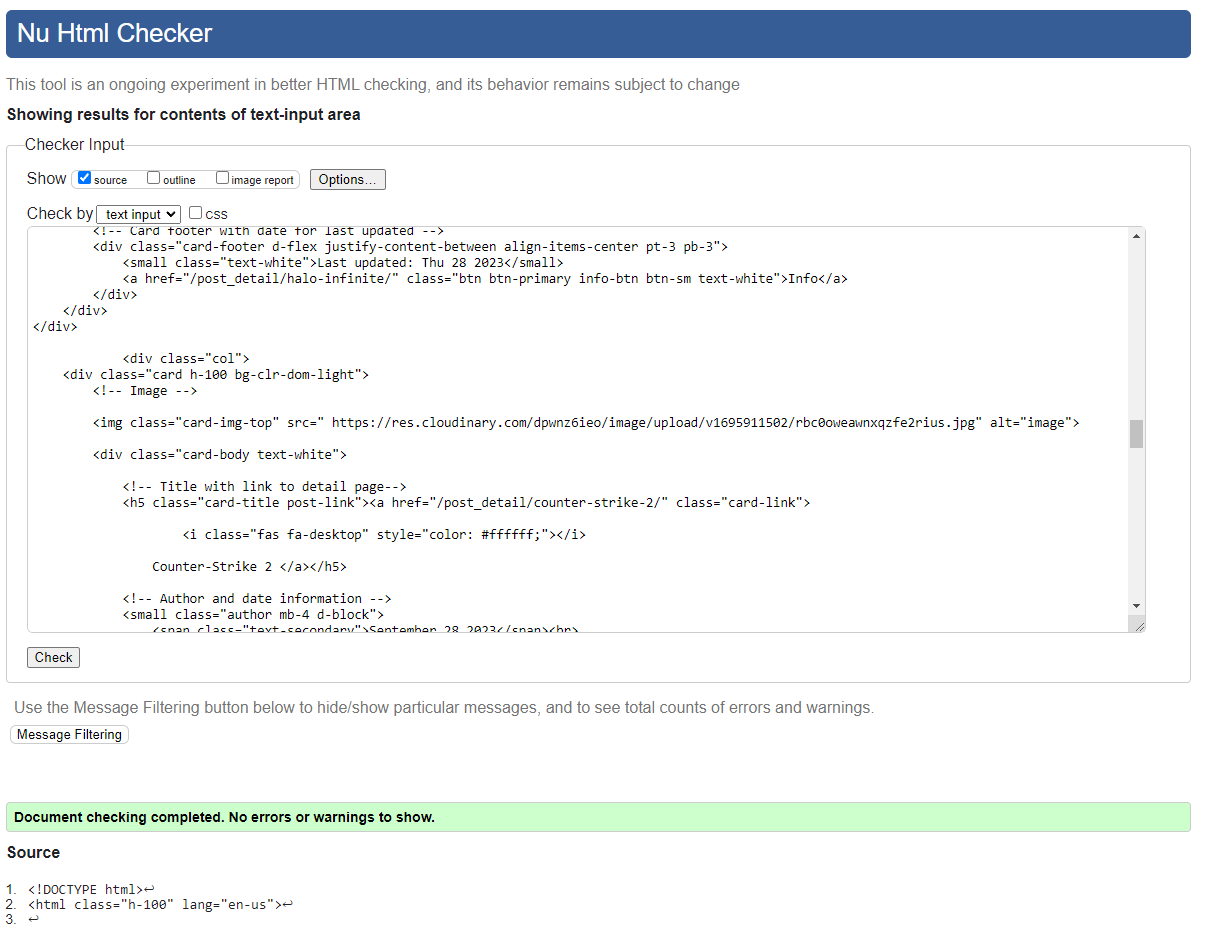 Nu Html Checker
This tool is an ongoing experiment in better HTML checking, and its behavior remains subject to change
Showing results for contents of text-input area
Checker Input
Show source outline image report Options...
Check by text input css
<!-- Card footer with date for last updated -->
<div class="card-footer d-flex justify-content-between align-items-center pt-3 pb-3">
<small class="text-white">Last updated: Thu 28 2023</small>
<a href="/post_detail/halo-infinite/" class="btn btn-primary info-btn btn-sm text-white">Info</a>
</div>
</div>
</div>
<div class="col">
<div class="card h-100 bg-clr-dom-light">
<!-- Image -->
<img class="card-img-top" src=" https://res.cloudinary.com/dpwnz6ieo/image/upload/v1695911502/rbc0oweawnxqzfe2rius.jpg" alt="image">
<div class="card-body text-white">
<!-- Title with link to detail page-->
<h5 class="card-title post-link"><a href="/post_detail/counter-strike-2/" class="card-link">
<i class="fas fa-desktop" style="color: #ffffff;"></i>
Counter-Strike 2 </a></h5>
<!-- Author and date information -->
<small class="author mb-4 d-block">
<span class="text-secondary">September 28 2023</span><br>
Check
Use the Message Filtering button below to hide/show particular messages, and to see total counts of errors and warnings.
Message Filtering
Document checking completed. No errors or warnings to show.
Source
1. <!DOCTYPE html>↩
2. <html class="h-100" lang="en-us">↩
3. ↩